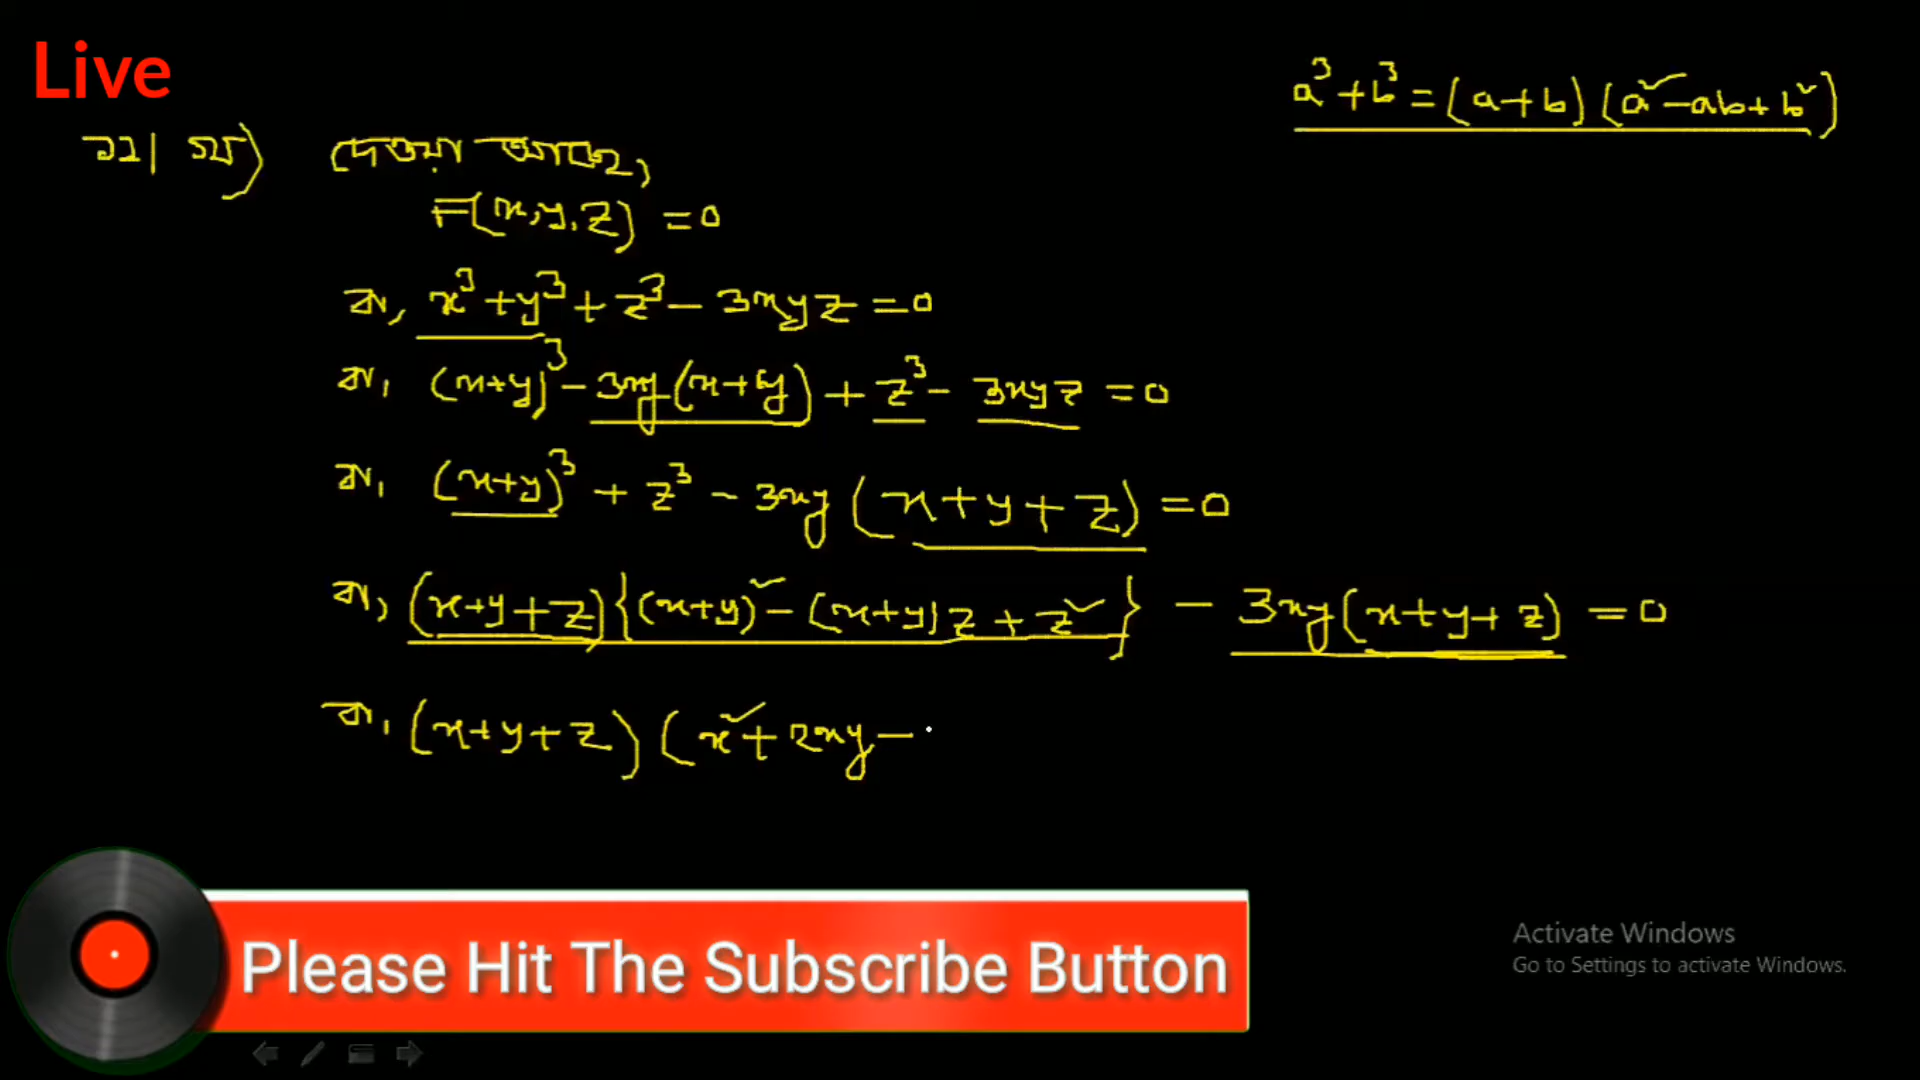 Live
a³+b³=(a+b)(a²-ab+b²)
১২। ঘ) দেওয়া আছে,
F(x,y,z)=0
বা, x³+y³+z³-3xyz=0
বা, (x+y)³-3xy(x+y)+z³-3xyz=0
বা, (x+y)³+z³-3xy(x+y+z)=0
বা, (x+y+z){(x+y)²-(x+y)z+z²}-3xy(x+y+z)=0
বা, (x+y+z)(x²+2xy-
Please Hit The Subscribe Button
Activate Windows
Go to Settings to activate Windows.